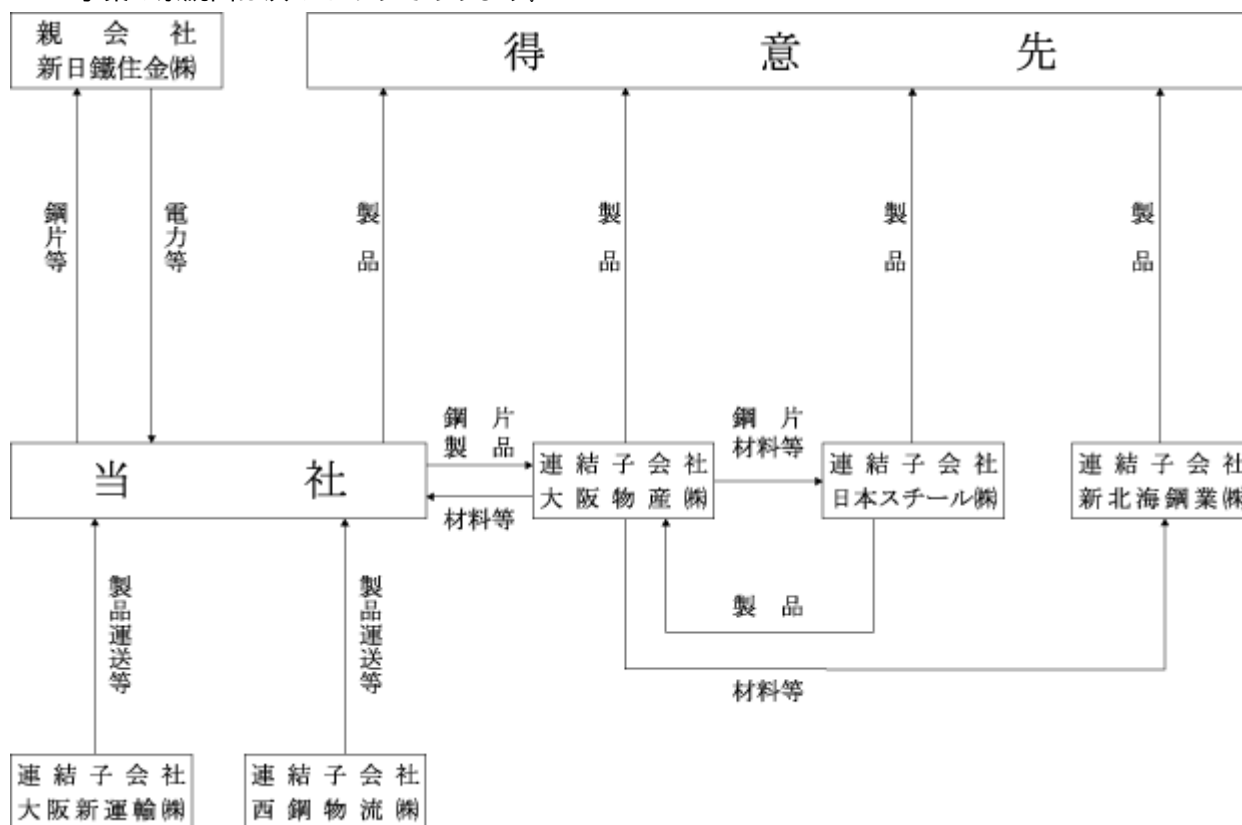 親会社
新日鐵住金㈱
得意先
鋼片等
電力等
製品
製品
製品
製品
鋼片
製品
鋼片
材料等
当社
連結子会社
大阪物産㈱
連結子会社
日本スチール㈱
連結子会社
新北海鋼業㈱
材料等
製品
材料等
製品運送等
製品運送等
連結子会社
大阪新運輸㈱
連結子会社
西鋼物流㈱